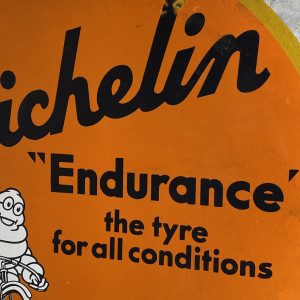 ichelin
"Endurance"
the tyre
for all conditions